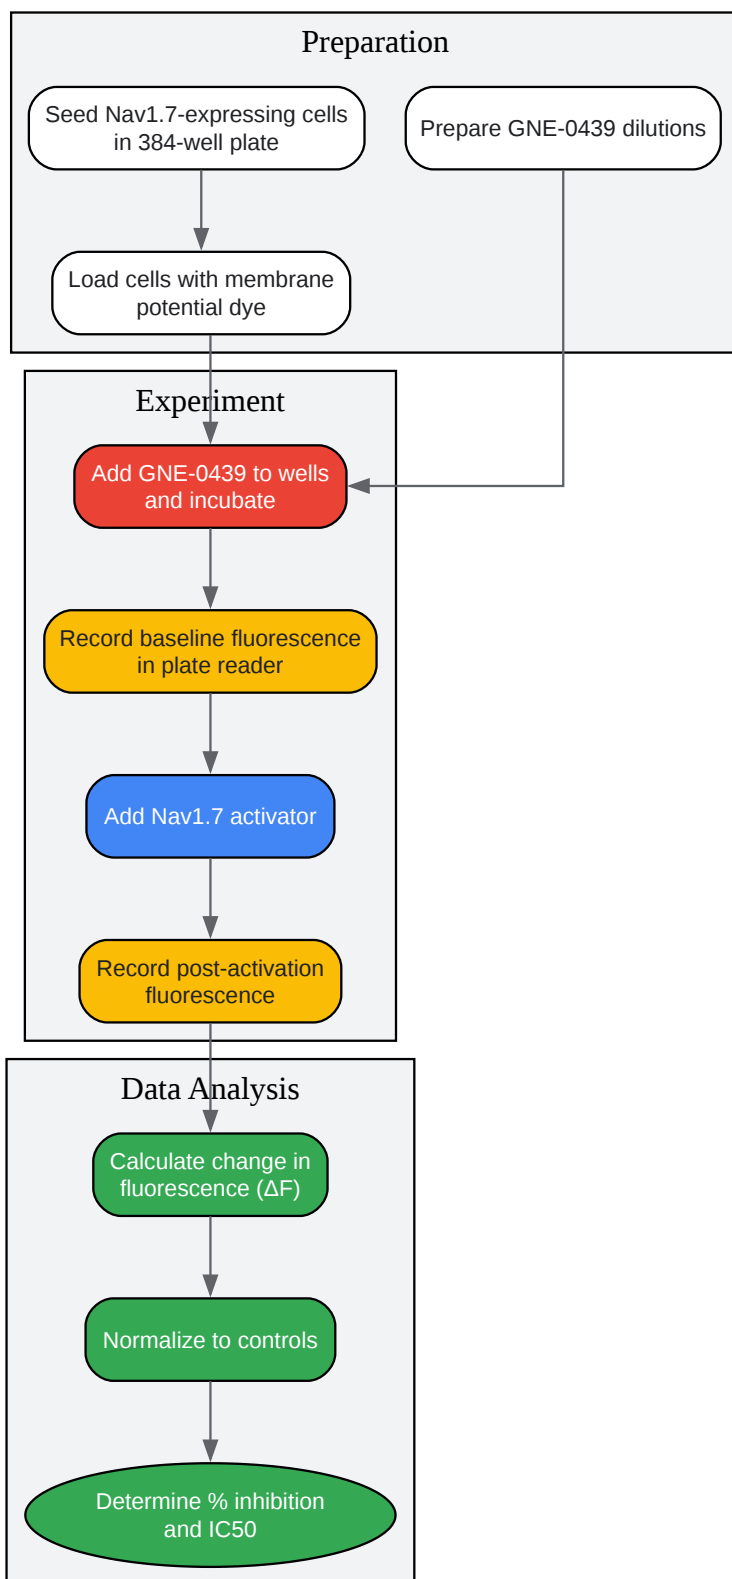 Preparation
Seed Nav1.7-expressing cells
in 384-well plate
Prepare GNE-0439 dilutions
Load cells with membrane
potential dye
Experiment
Add GNE-0439 to wells
and incubate
Record baseline fluorescence
in plate reader
Add Nav1.7 activator
Record post-activation
fluorescence
Data Analysis
Calculate change in
fluorescence (ΔF)
Normalize to controls
Determine % inhibition
and IC50